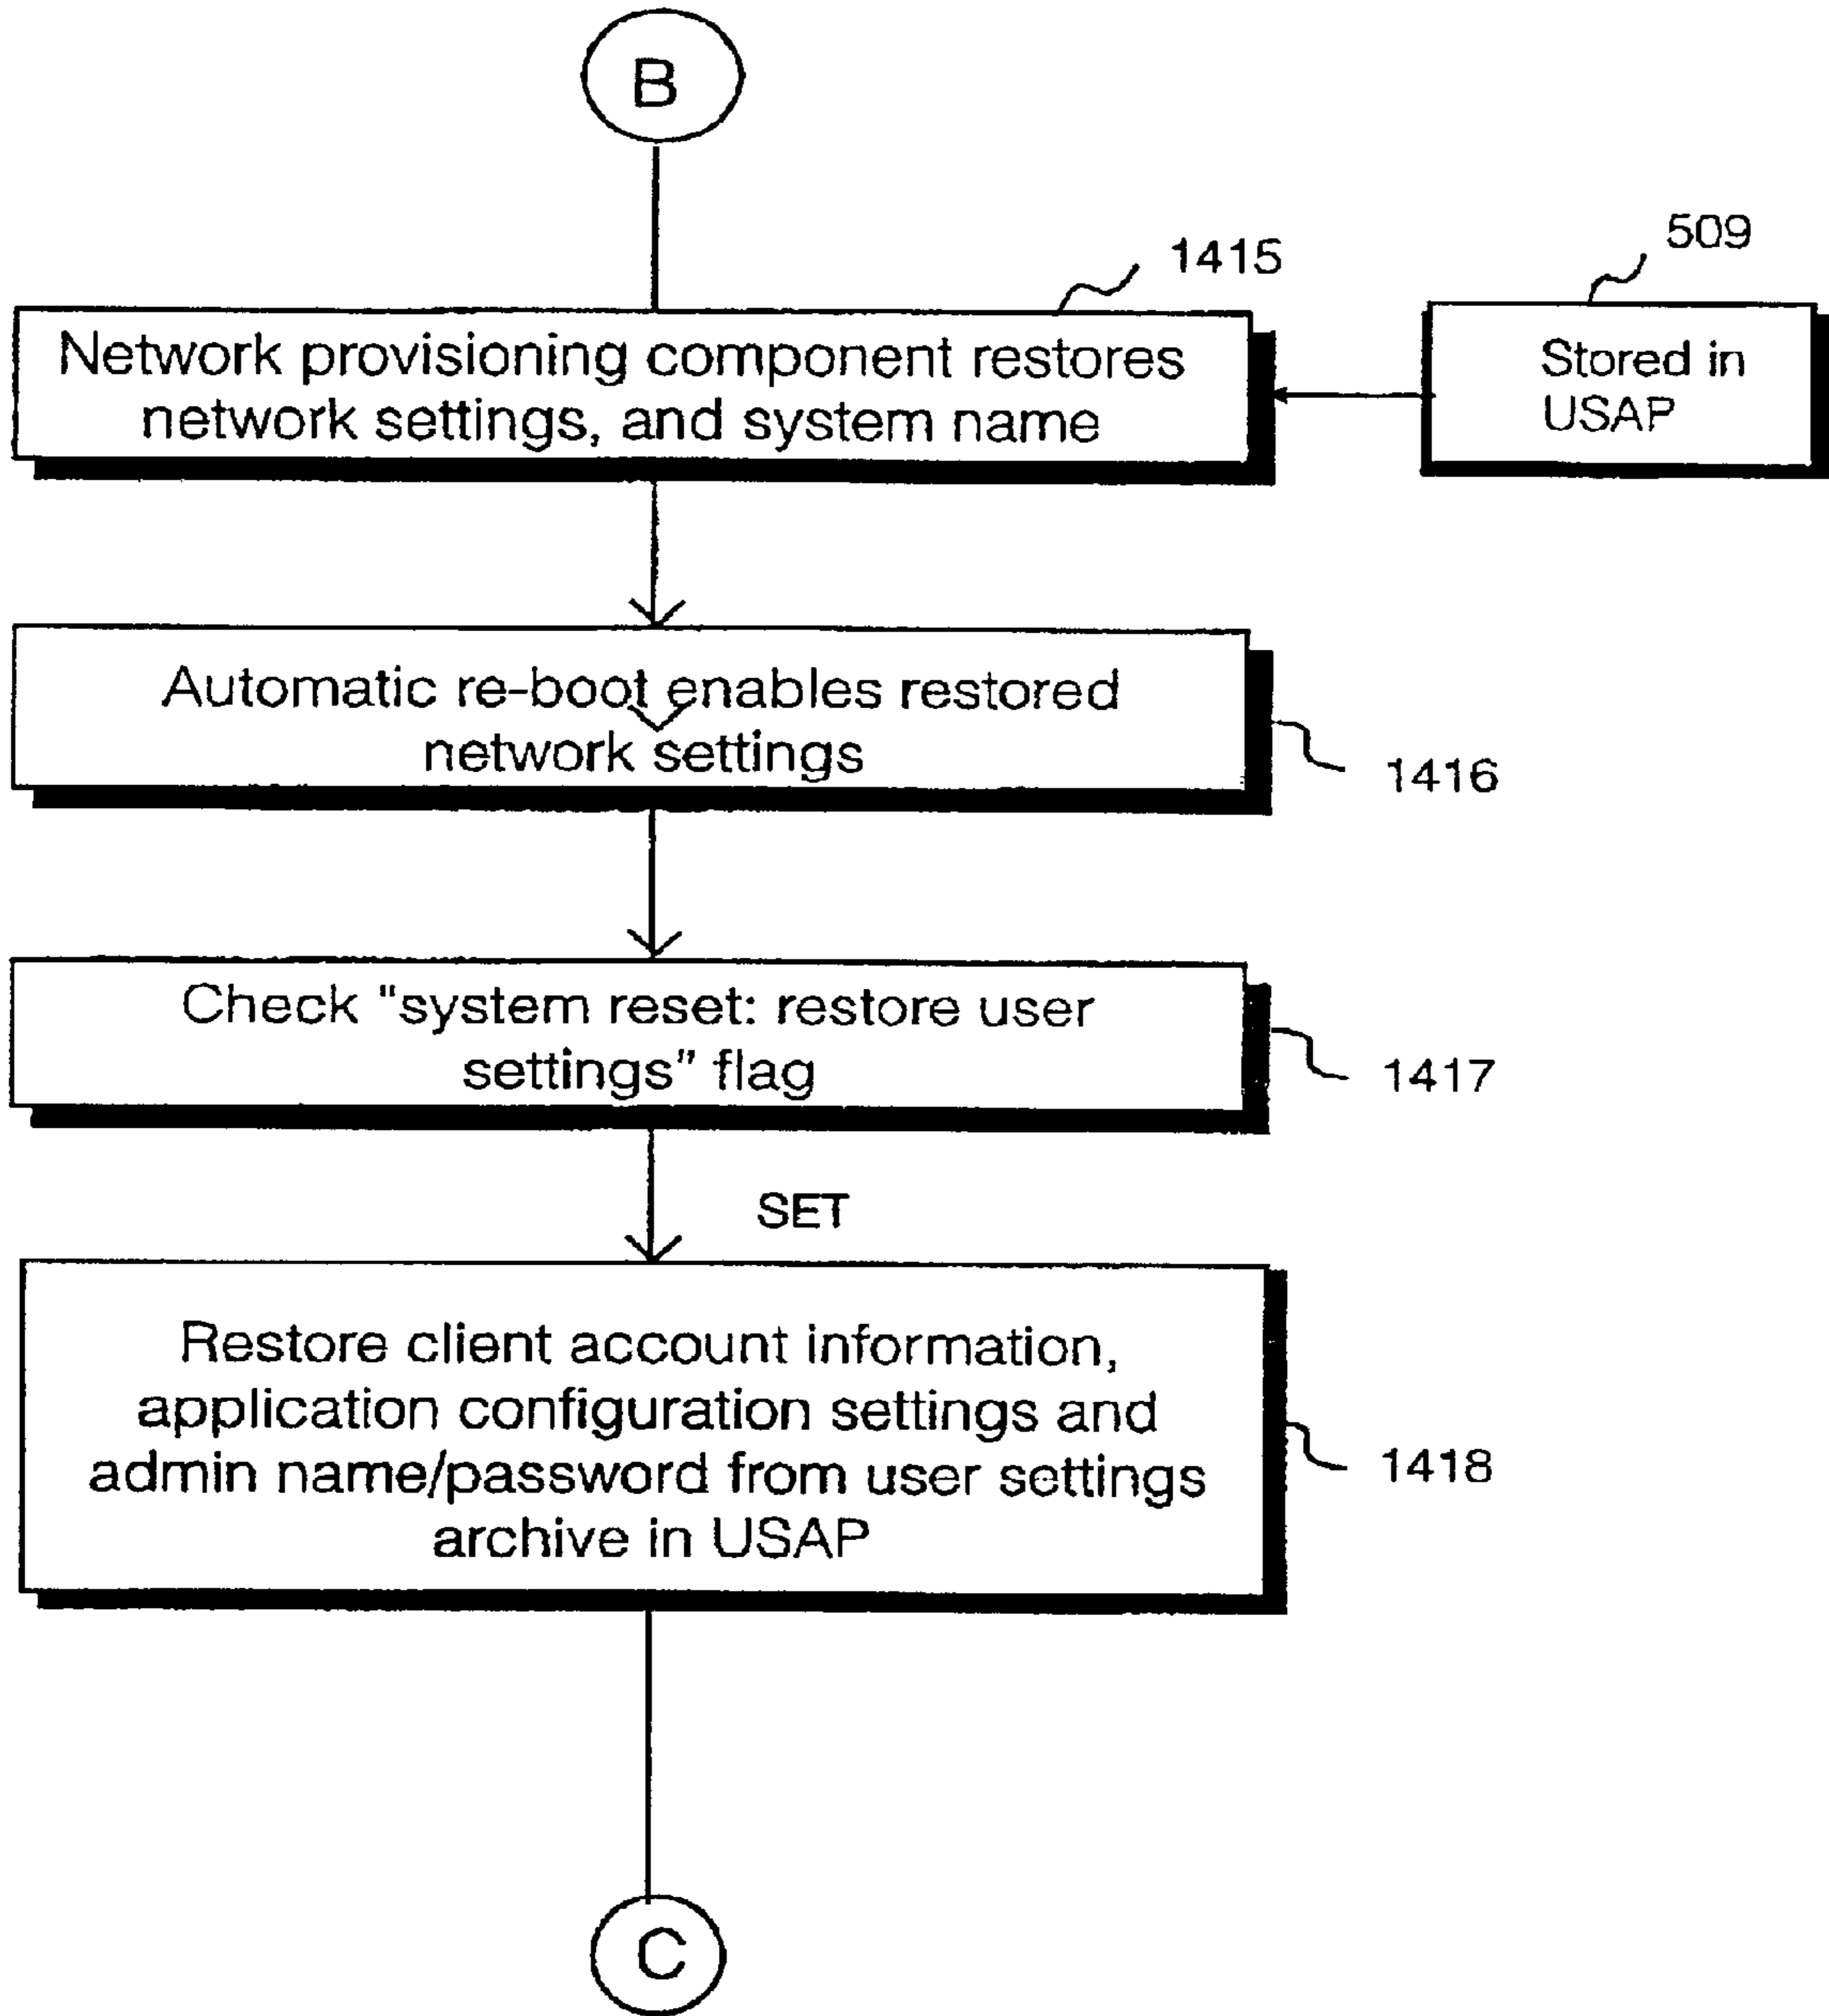 B
1415
509
Network provisioning component restores
network settings, and system name
Stored in
USAP
Automatic re-boot enables restored
network settings
1416
Check "system reset: restore user
settings" flag
1417
SET
Restore client account information,
application configuration settings and
admin name/password from user settings
archive in USAP
1418
C